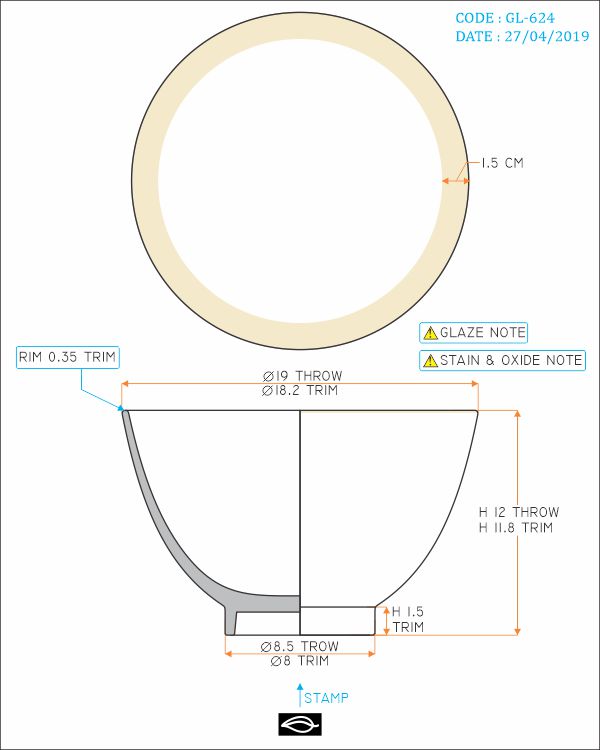 CODE : GL-624
DATE : 27/04/2019
1.5 CM
GLAZE NOTE
STAIN & OXIDE NOTE
RIM 0.35 TRIM
Ø19 THROW
Ø18.2 TRIM
H 12 THROW
H 11.8 TRIM
H 1.5
TRIM
Ø8.5 TROW
Ø8 TRIM
STAMP